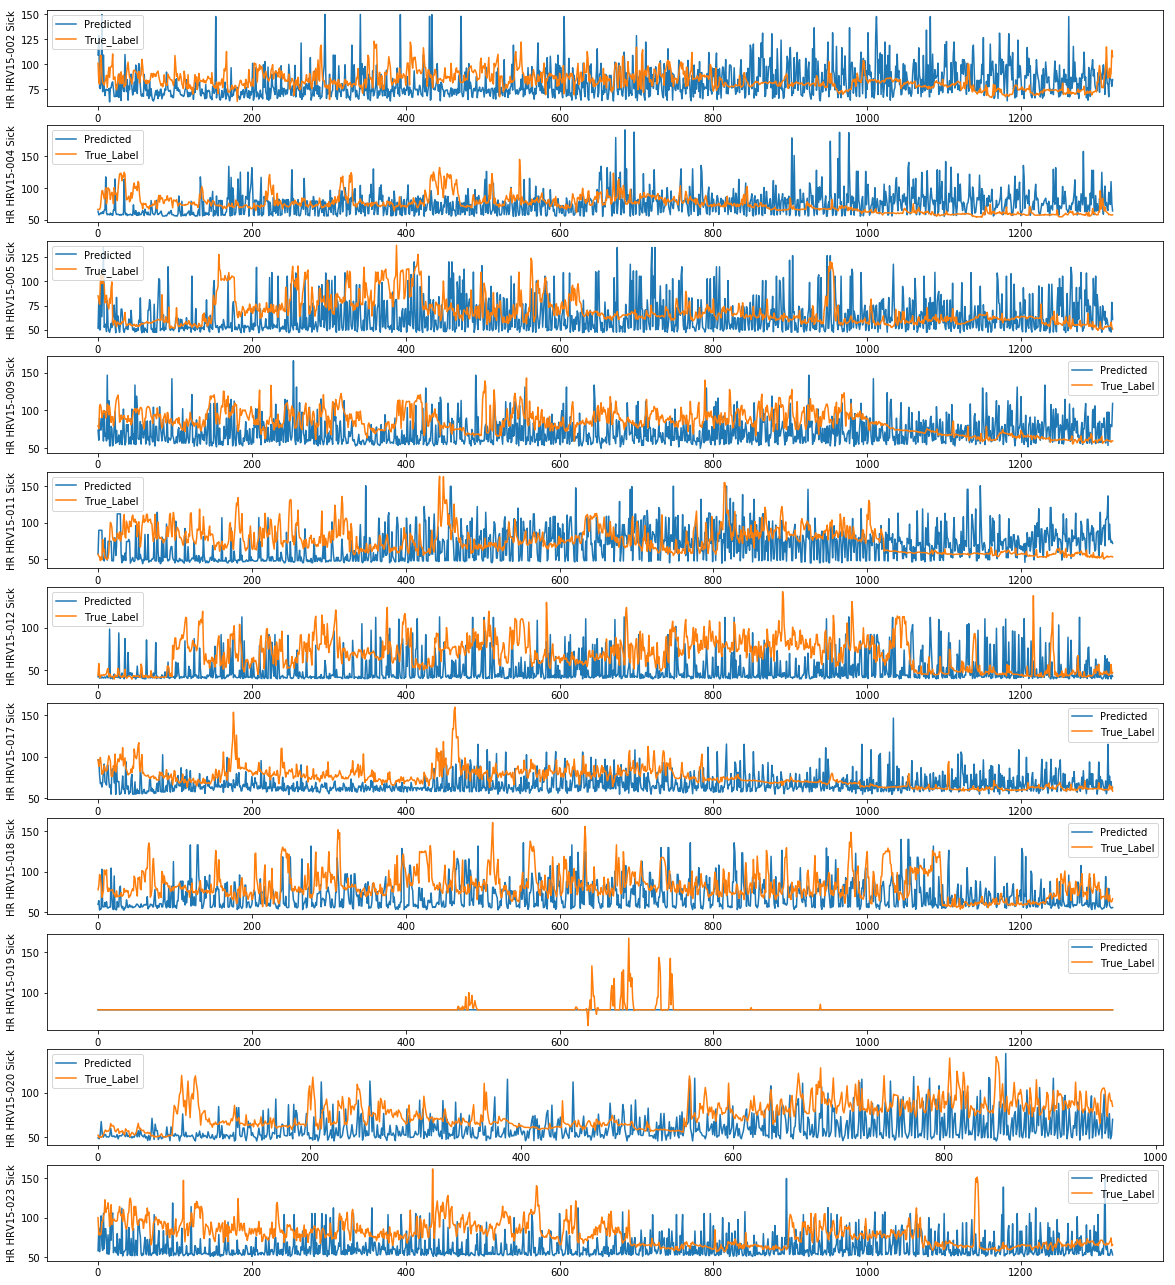 HR HRV15-002 Sick
150
125
100
75
Predicted
True_Label
0 200 400 600 800 1000 1200
HR HRV15-004 Sick
150
100
50
Predicted
True_Label
0 200 400 600 800 1000 1200
HR HRV15-005 Sick
125
100
75
50
Predicted
True_Label
0 200 400 600 800 1000 1200
HR HRV15-009 Sick
150
100
50
Predicted
True_Label
0 200 400 600 800 1000 1200
HR HRV15-011 Sick
150
100
50
Predicted
True_Label
0 200 400 600 800 1000 1200
HR HRV15-012 Sick
100
50
Predicted
True_Label
0 200 400 600 800 1000 1200
HR HRV15-017 Sick
150
100
50
Predicted
True_Label
0 200 400 600 800 1000 1200
HR HRV15-018 Sick
150
100
50
Predicted
True_Label
0 200 400 600 800 1000 1200
HR HRV15-019 Sick
150
100
Predicted
True_Label
0 200 400 600 800 1000 1200
HR HRV15-020 Sick
100
50
Predicted
True_Label
0 200 400 600 800 1000
HR HRV15-023 Sick
150
100
50
Predicted
True_Label
0 200 400 600 800 1000 1200